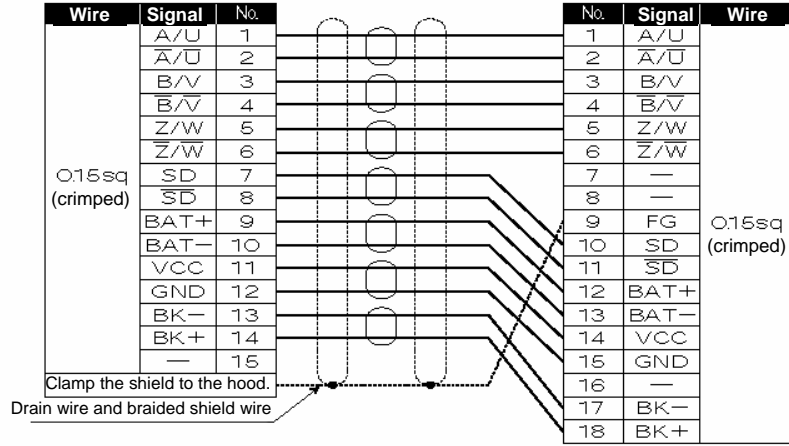 Wire Signal No. No. Signal Wire
A/U 1 1 A/U
A̅/U̅ 2 2 A̅/U̅
B/V 3 3 B/V
B̅/V̅ 4 4 B̅/V̅
Z/W 5 5 Z/W
Z̅/W̅ 6 6 Z̅/W̅
0.15sq SD 7 7 —
(crimped) S̅D̅ 8 8 —
BAT+ 9 9 FG 0.15sq
BAT− 10 10 SD (crimped)
VCC 11 11 S̅D̅
GND 12 12 BAT+
BK− 13 13 BAT−
BK+ 14 14 VCC
— 15 15 GND
Clamp the shield to the hood. 16 —
Drain wire and braided shield wire 17 BK−
18 BK+